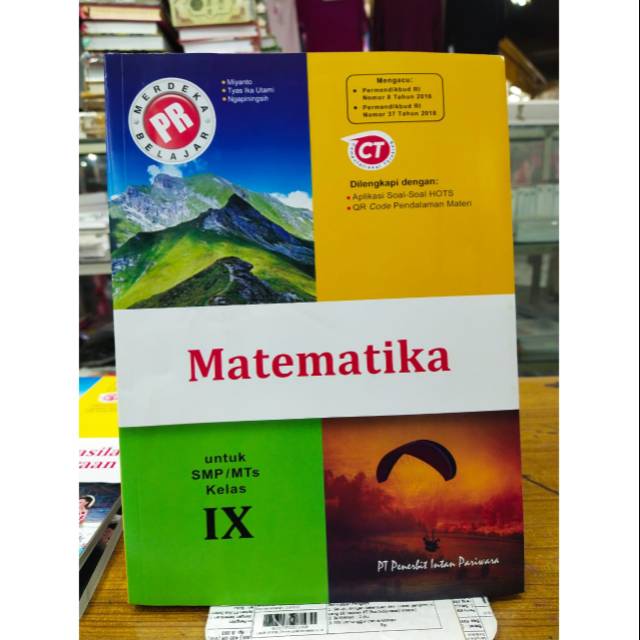 MERDEKA
PR
BELAJAR
• Miyanto
• Tyas Ika Utami
• Ngapiningsih
Mengacu:
• Permendikbud RI
Nomor 8 Tahun 2016
• Permendikbud RI
Nomor 37 Tahun 2018
CT
Dilengkapi dengan:
• Aplikasi Soal-Soal HOTS
• QR Code Pendalaman Materi
Matematika
untuk
SMP/MTs
Kelas
IX
PT Penerbit Intan Pariwara